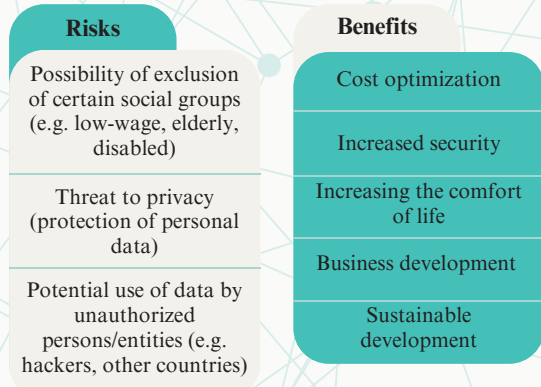 Risks
Possibility of exclusion
of certain social groups
(e.g. low-wage, elderly,
disabled)
Threat to privacy
(protection of personal
data)
Potential use of data by
unauthorized
persons/entities (e.g.
hackers, other countries)
Benefits
Cost optimization
Increased security
Increasing the comfort
of life
Business development
Sustainable
development